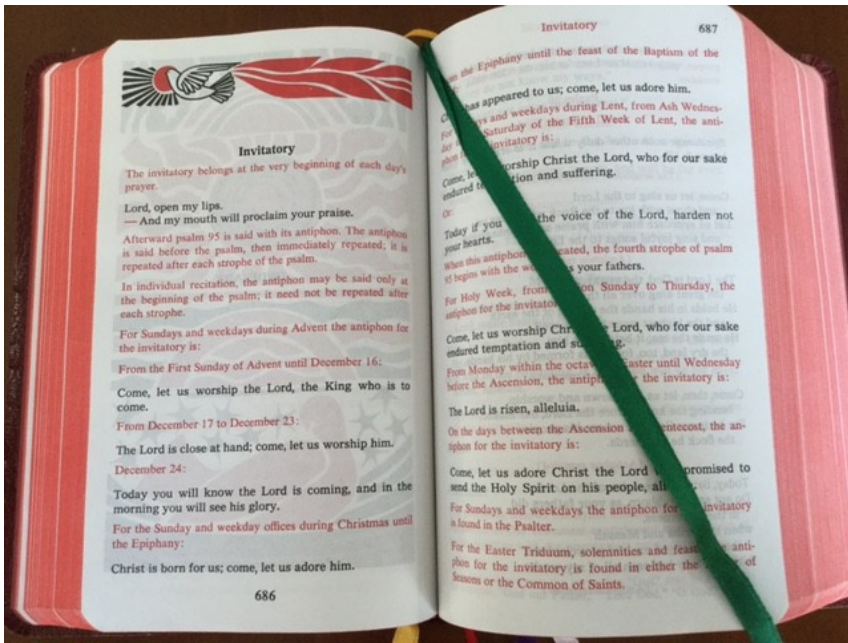 Invitatory
The invitatory belongs at the very beginning of each day's
prayer.
Lord, open my lips.
— And my mouth will proclaim your praise.
Afterward psalm 95 is said with its antiphon. The antiphon
is said before the psalm, then immediately repeated; it is
repeated after each strophe of the psalm.
In individual recitation, the antiphon may be said only at
the beginning of the psalm; it need not be repeated after
each strophe.
For Sundays and weekdays during Advent the antiphon for
the invitatory is:
From the First Sunday of Advent until December 16:
Come, let us worship the Lord, the King who is to
come.
From December 17 to December 23:
The Lord is close at hand; come, let us worship him.
December 24:
Today you will know the Lord is coming, and in the
morning you will see his glory.
For the Sunday and weekday offices during Christmas until
the Epiphany:
Christ is born for us; come, let us adore him.
686
Invitatory 687
the Epiphany until the feast of the Baptism of the
has appeared to us; come, let us adore him.
and weekdays during Lent, from Ash Wednes-
Saturday of the Fifth Week of Lent, the anti-
invitatory is:
Come, let worship Christ the Lord, who for our sake
endured and suffering.
Or:
Today if you the voice of the Lord, harden not
your hearts.
When this antiphon the fourth strophe of psalm
95 begins with the your fathers.
For Holy Week, from Sunday to Thursday, the
antiphon for the
Come, let us worship Lord, who for our sake
endured temptation and
From Monday within the Easter until Wednesday
before the Ascension, the the invitatory is:
The Lord is risen, alleluia.
On the days between the Ascension the an-
tiphon for the invitatory is:
Come, let us adore Christ the Lord promised to
send the Holy Spirit on his people,
For Sundays and weekdays the antiphon invitatory
is found in the Psalter.
For the Easter Triduum, solemnities and anti-
phon for the invitatory is found in either the of
Seasons or the Common of Saints.